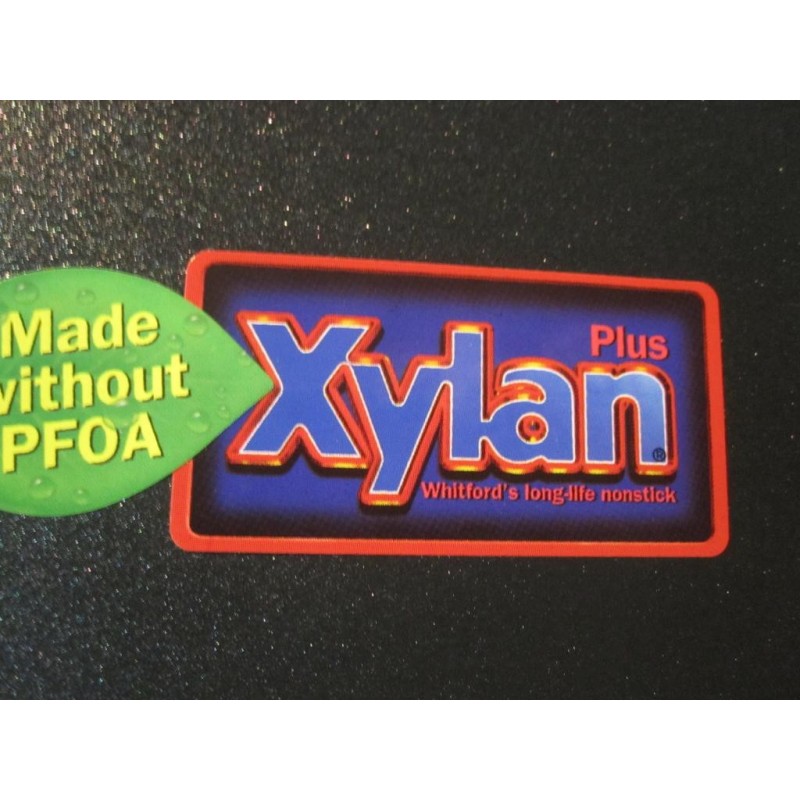 Made
without
PFOA
Plus
Xylan®
Whitford's long-life nonstick